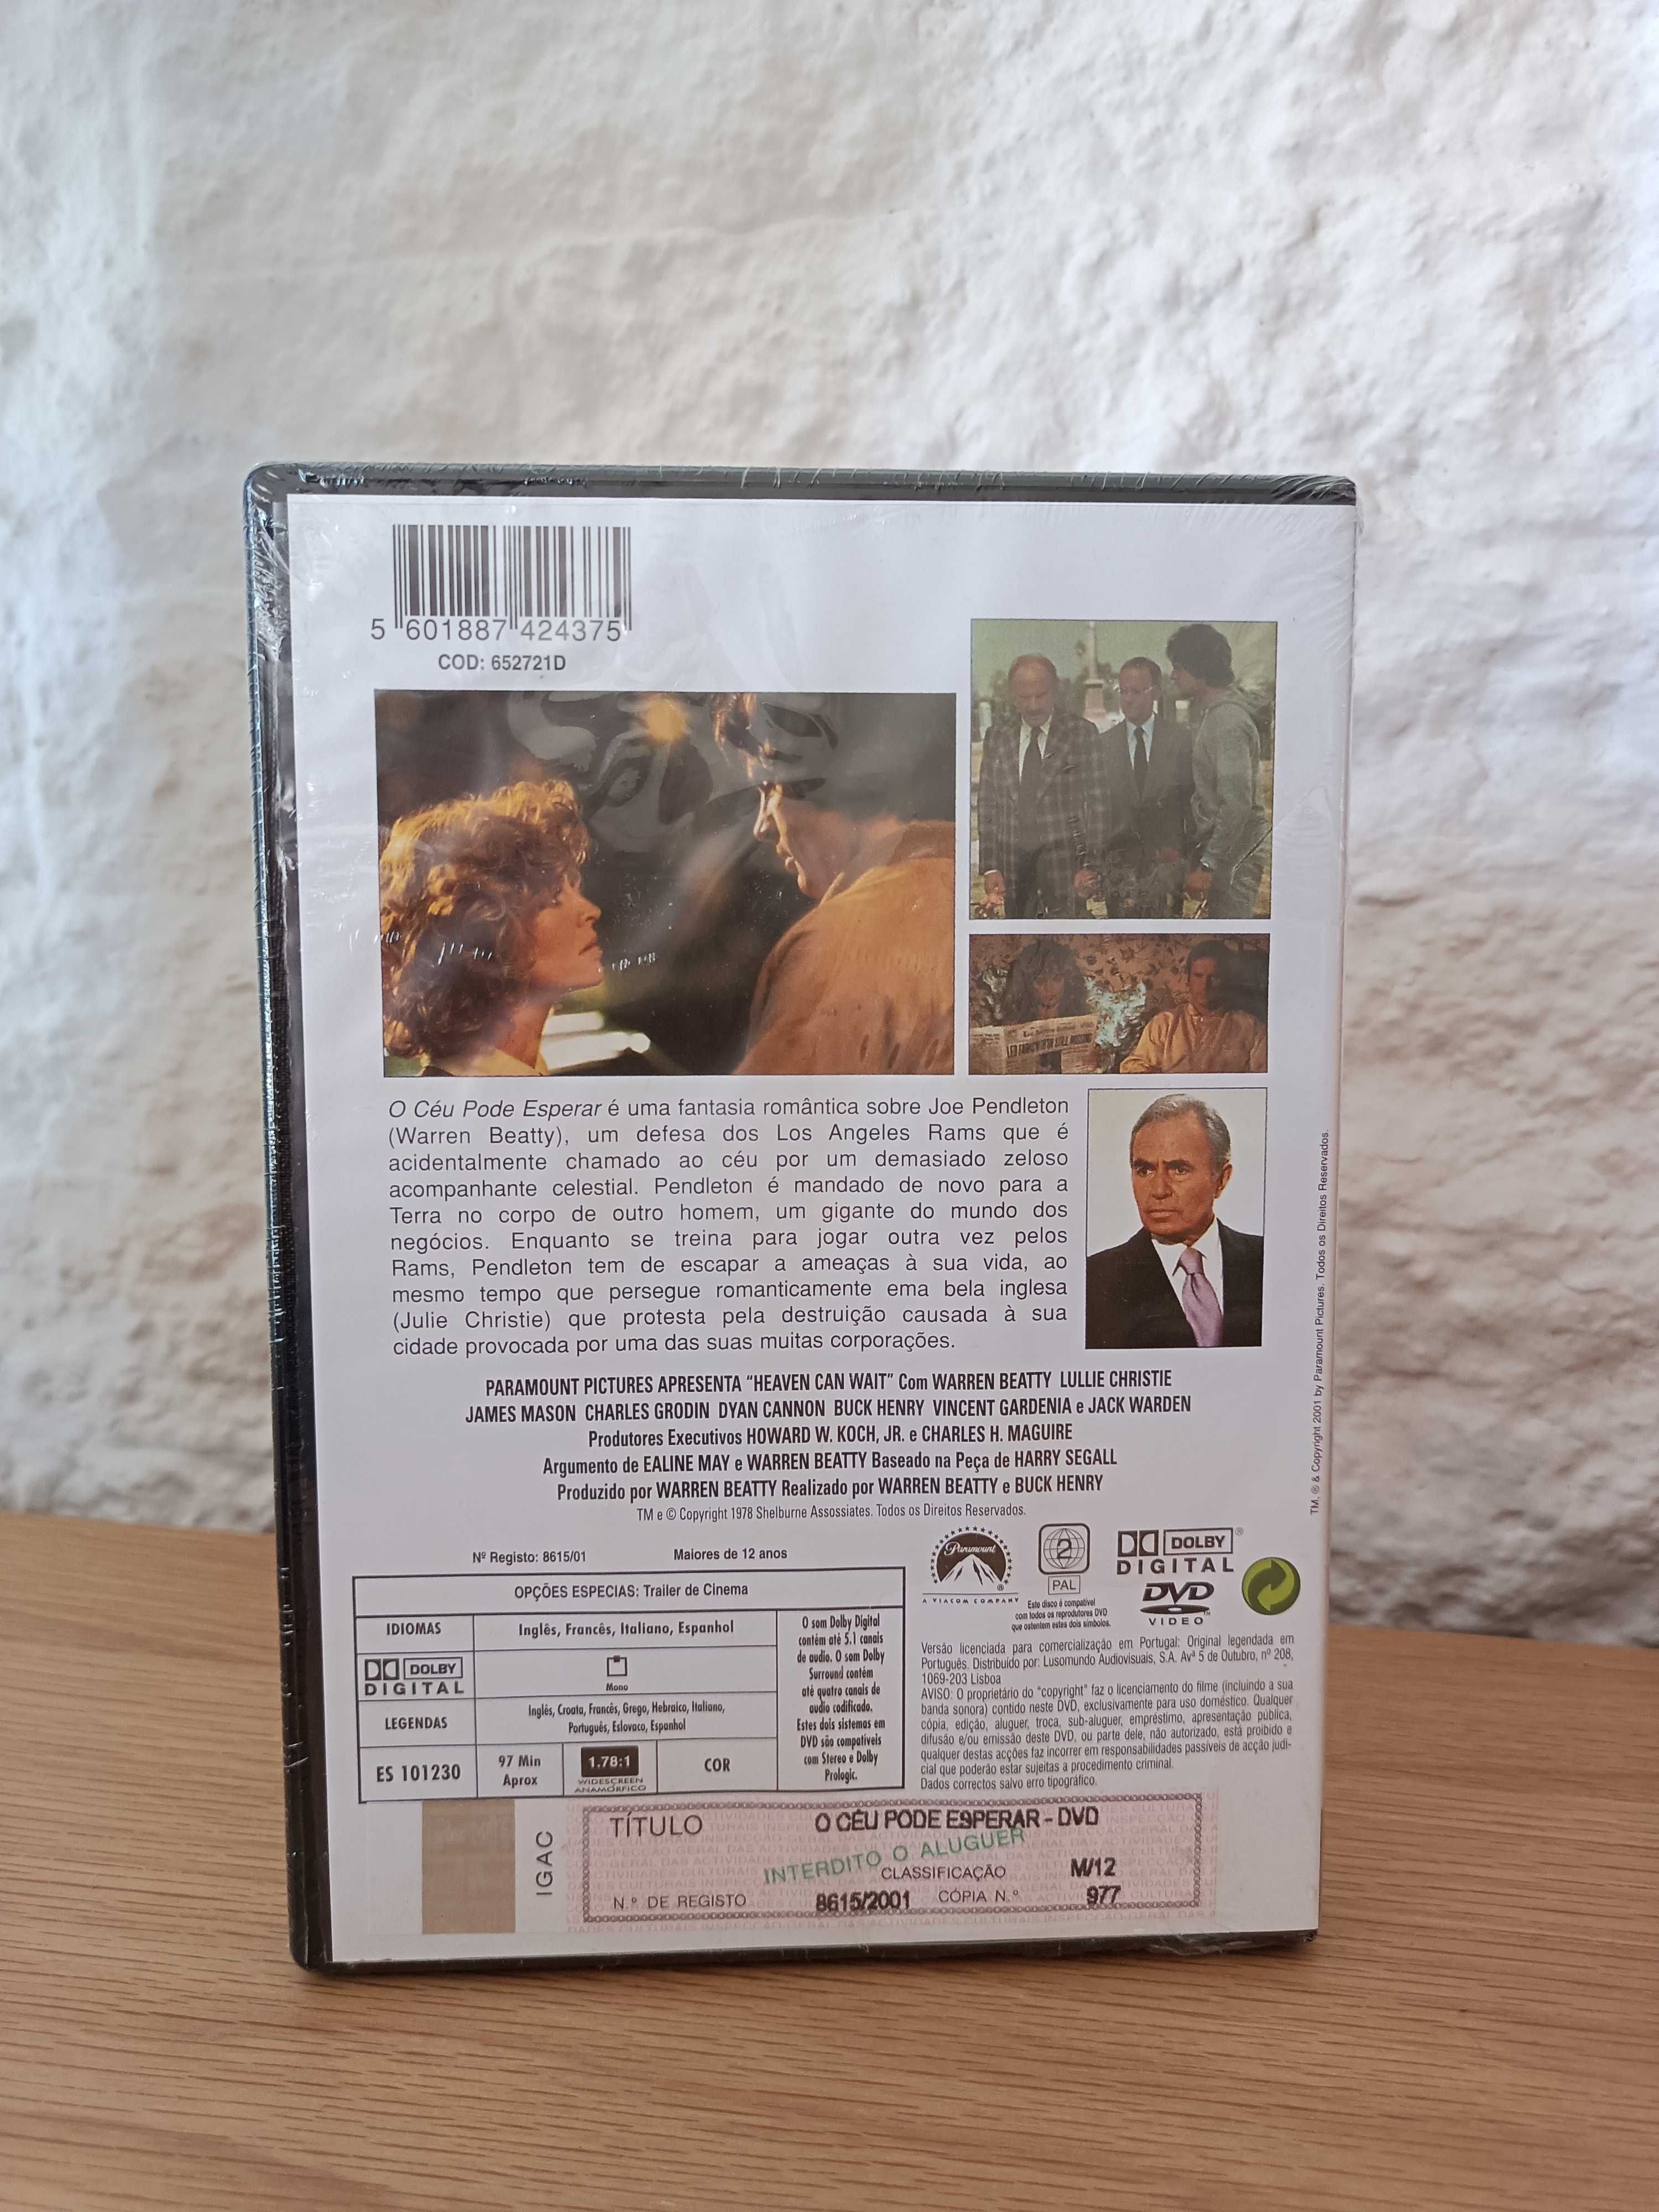 5 601887 424375
COD: 652721D
O Céu Pode Esperar é uma fantasia romântica sobre Joe Pendleton
(Warren Beatty), um defesa dos Los Angeles Rams que é
acidentalmente chamado ao céu por um demasiado zeloso
acompanhante celestial. Pendleton é mandado de novo para a
Terra no corpo de outro homem, um gigante do mundo dos
negócios. Enquanto se treina para jogar outra vez pelos
Rams, Pendleton tem de escapar a ameaças à sua vida, ao
mesmo tempo que persegue romanticamente ema bela inglesa
(Julie Christie) que protesta pela destruição causada à sua
cidade provocada por uma das suas muitas corporações.
PARAMOUNT PICTURES APRESENTA “HEAVEN CAN WAIT” Com WARREN BEATTY LULLIE CHRISTIE
JAMES MASON CHARLES GRODIN DYAN CANNON BUCK HENRY VINCENT GARDENIA e JACK WARDEN
Produtores Executivos HOWARD W. KOCH, JR. e CHARLES H. MAGUIRE
Argumento de EALINE MAY e WARREN BEATTY Baseado na Peça de HARRY SEGALL
Produzido por WARREN BEATTY Realizado por WARREN BEATTY e BUCK HENRY
TM e © Copyright 1978 Shelburne Assossiates. Todos os Direitos Reservados.
TM, ® & Copyright 2001 by Paramount Pictures. Todos os Direitos Reservados.
Nº Registo: 8615/01 Maiores de 12 anos
OPÇÕES ESPECIAS: Trailer de Cinema
IDIOMAS
Inglês, Francês, Italiano, Espanhol
DOLBY
DIGITAL
Mono
LEGENDAS
Inglês, Croata, Francês, Grego, Hebraico, Italiano,
Português, Eslovaco, Espanhol
ES 101230
97 Min
Aprox
1.78:1
WIDESCREEN
ANAMÓRFICO
COR
O som Dolby Digital
contém até 5.1 canais
de audio. O som Dolby
Surround contém
até quatro canais de
audio codificado.
Estes dois sistemas em
DVD são compatíveis
com Stereo e Dolby
Prologic.
Paramount
A VIACOM COMPANY
2
PAL
Este disco é compatível
com todos os reprodutores DVD
que ostentem estes dois símbolos.
DOLBY
DIGITAL
DVD
VIDEO
Versão licenciada para comercialização em Portugal: Original legendada em
Português. Distribuído por: Lusomundo Audiovisuais, S.A. Avª 5 de Outubro, nº 208,
1069-203 Lisboa
AVISO: O proprietário do “copyright” faz o licenciamento do filme (incluindo a sua
banda sonora) contido neste DVD, exclusivamente para uso doméstico. Qualquer
cópia, edição, aluguer, troca, sub-aluguer, empréstimo, apresentação pública,
difusão e/ou emissão deste DVD, ou parte dele, não autorizado, está proibido e
qualquer destas acções faz incorrer em responsabilidades passíveis de acção judi-
cial que poderão estar sujeitas a procedimento criminal.
Dados correctos salvo erro tipográfico.
IGAC
TÍTULO O CÉU PODE ESPERAR - DVD
INTERDITO O ALUGUER
CLASSIFICAÇÃO M/12
N.º DE REGISTO 8615/2001 CÓPIA N.º 977